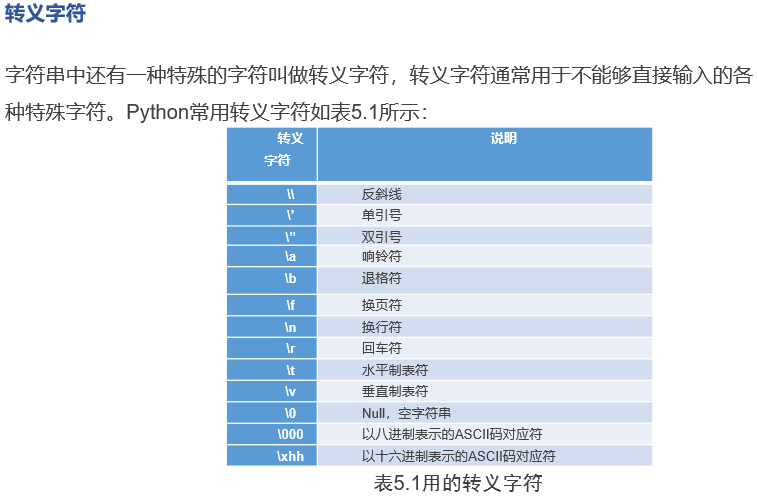 转义字符
字符串中还有一种特殊的字符叫做转义字符，转义字符通常用于不能够直接输入的各
种特殊字符。Python常用转义字符如表5.1所示：
转义 说明
字符
\\ 反斜线
\’ 单引号
\” 双引号
\a 响铃符
\b 退格符
\f 换页符
\n 换行符
\r 回车符
\t 水平制表符
\v 垂直制表符
\0 Null，空字符串
\000 以八进制表示的ASCII码对应符
\xhh 以十六进制表示的ASCII码对应符
表5.1用的转义字符